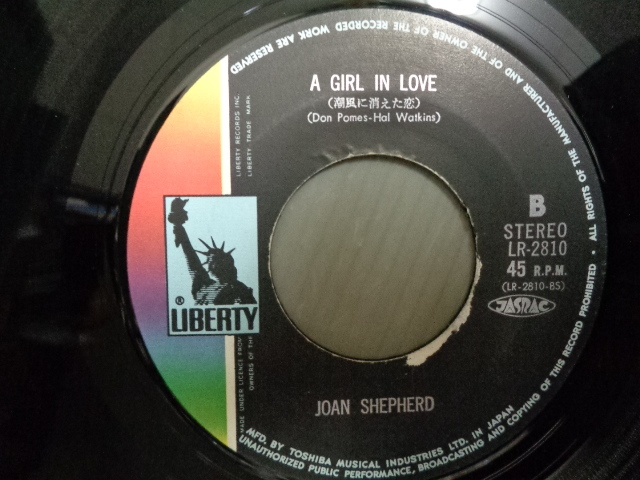 A GIRL IN LOVE
(潮風に消えた恋)
(Don Pomes-Hal Watkins)
B
STEREO
LR-2810
45 R.P.M.
(LR-2810-BS)
JASRAC
® LIBERTY
JOAN SHEPHERD
LIBERTY RECORDS INC.
LIBERTY TRADE MARK
MADE UNDER LICENCE FROM
OWNERS OF THE
MFD. BY TOSHIBA MUSICAL INDUSTRIES LTD. IN JAPAN
ALL RIGHTS OF THE MANUFACTURER AND OF THE OWNER OF THE RECORDED WORK ARE RESERVED
UNAUTHORIZED PUBLIC PERFORMANCE, BROADCASTING AND COPYING OF THIS RECORD PROHIBITED •